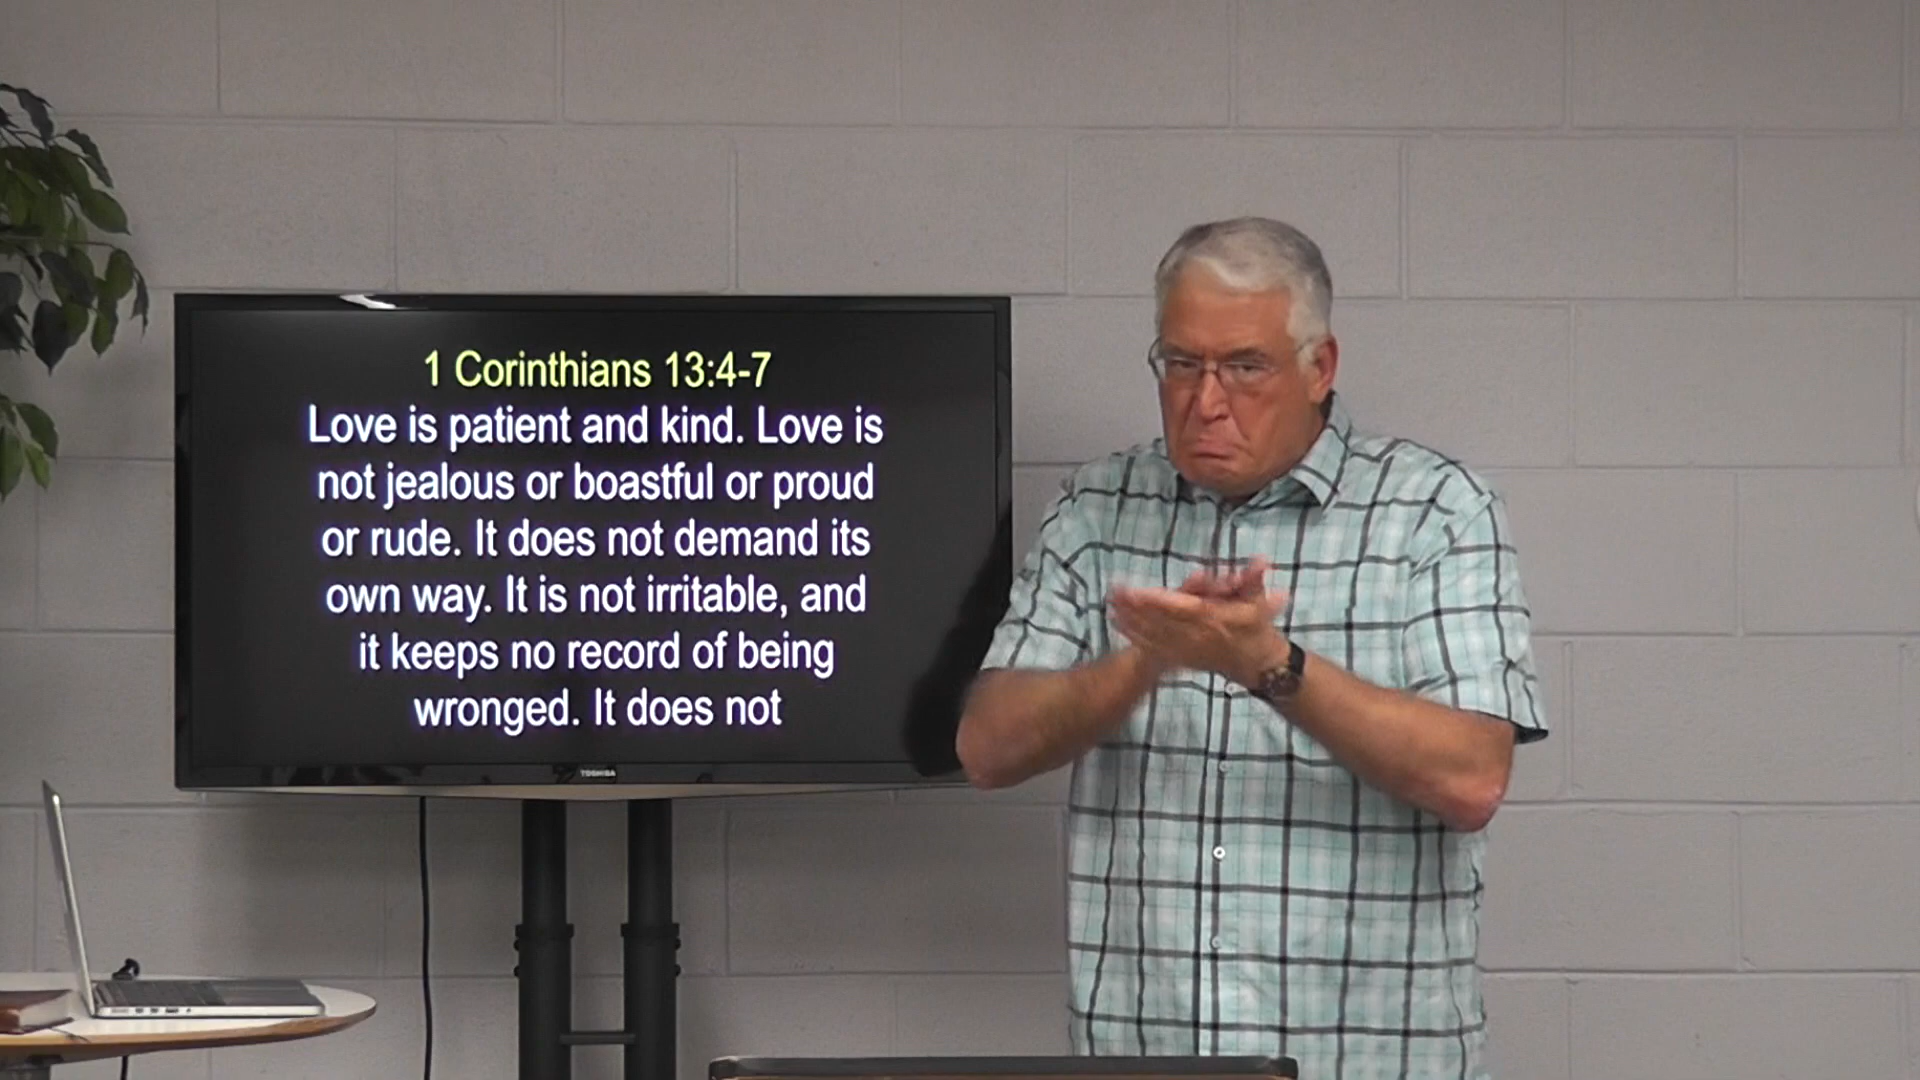 1 Corinthians 13:4-7
Love is patient and kind. Love is
not jealous or boastful or proud
or rude. It does not demand its
own way. It is not irritable, and
it keeps no record of being
wronged. It does not
TOSHIBA